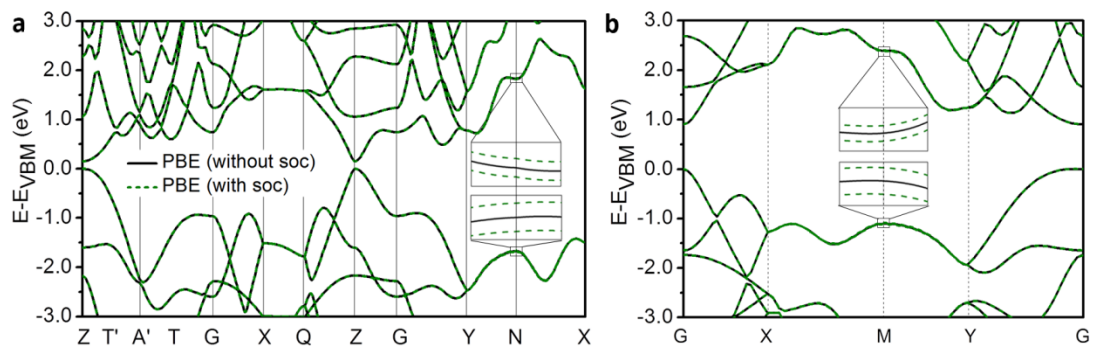 a
E-E_VBM (eV)
3.0
2.0
1.0
0.0
-1.0
-2.0
-3.0
PBE (without soc)
PBE (with soc)
Z T' A' T G X Q Z G Y N X
b
E-E_VBM (eV)
3.0
2.0
1.0
0.0
-1.0
-2.0
-3.0
G X M Y G